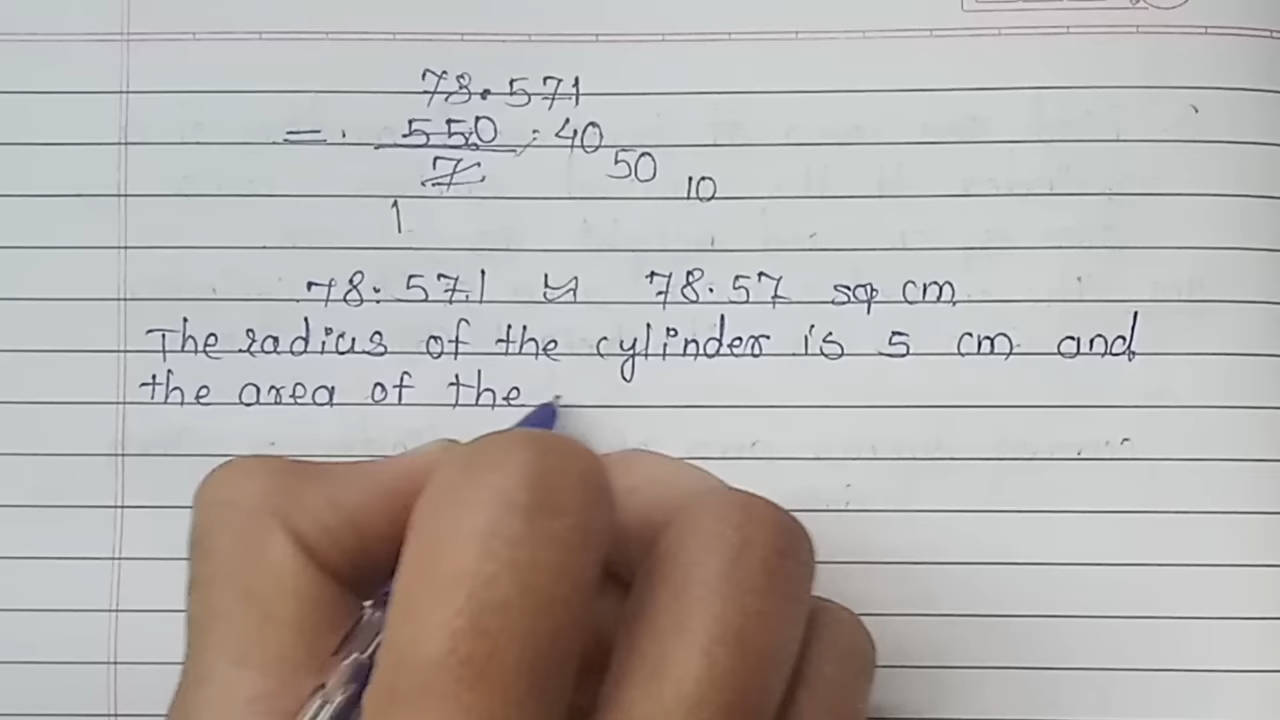 78.571
= 550 40
7 50 10
1
78.571 ≈ 78.57 sq cm
The radius of the cylinder is 5 cm and
the area of the